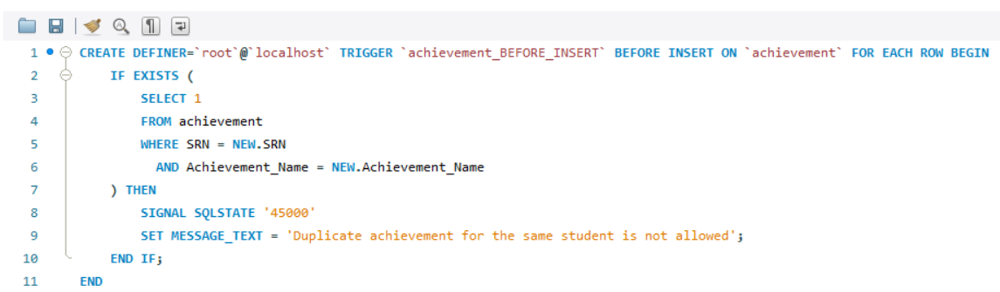 1 CREATE DEFINER=`root`@`localhost` TRIGGER `achievement_BEFORE_INSERT` BEFORE INSERT ON `achievement` FOR EACH ROW BEGIN
2 IF EXISTS (
3 SELECT 1
4 FROM achievement
5 WHERE SRN = NEW.SRN
6 AND Achievement_Name = NEW.Achievement_Name
7 ) THEN
8 SIGNAL SQLSTATE '45000'
9 SET MESSAGE_TEXT = 'Duplicate achievement for the same student is not allowed';
10 END IF;
11 END